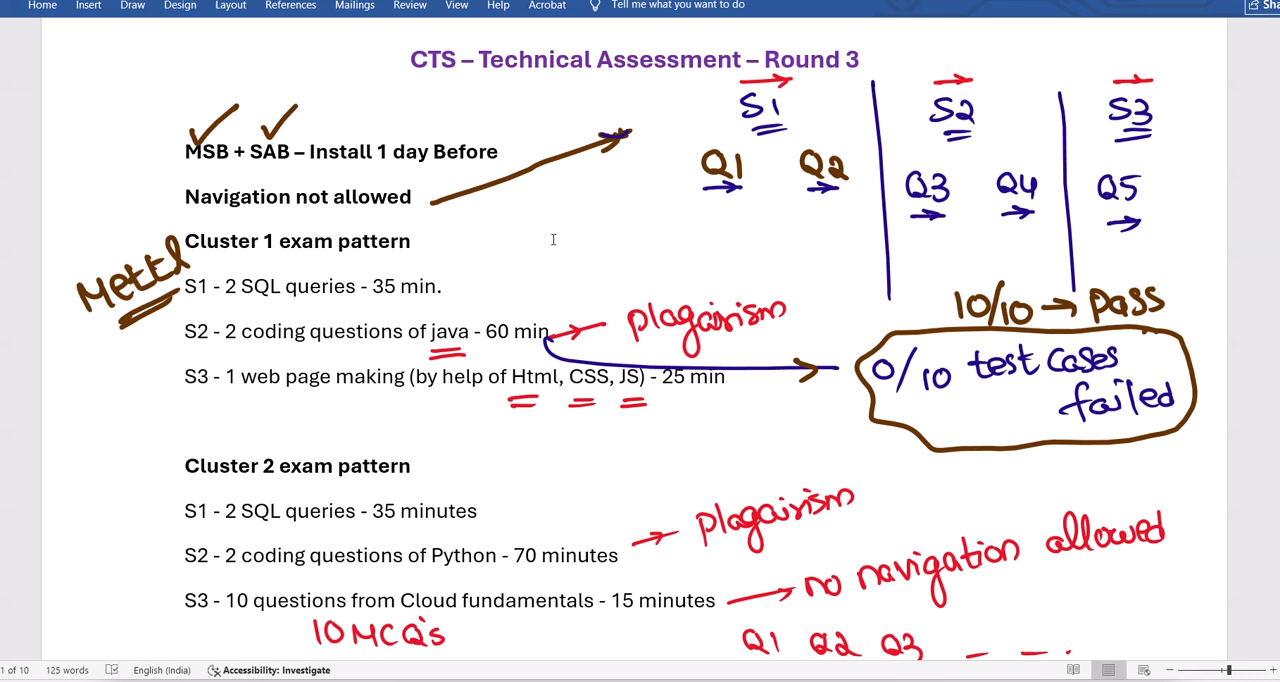 Home Insert Draw Design Layout References Mailings Review View Help Acrobat Tell me what you want to do Sha
CTS – Technical Assessment – Round 3
S1 S2 S3
MSB + SAB – Install 1 day Before
Q1 Q2 Q3 Q4 Q5
Navigation not allowed
Cluster 1 exam pattern
Mettl
S1 - 2 SQL queries - 35 min.
10/10 → pass
S2 - 2 coding questions of java - 60 min
→ plagairism
0/10 test cases
failed
S3 - 1 web page making (by help of Html, CSS, JS) - 25 min
Cluster 2 exam pattern
S1 - 2 SQL queries - 35 minutes
S2 - 2 coding questions of Python - 70 minutes
→ plagairism
S3 - 10 questions from Cloud fundamentals - 15 minutes
→ no navigation allowed
10 MCQ's
Q1 Q2 Q3 — — .
1 of 10 125 words English (India) Accessibility: Investigate